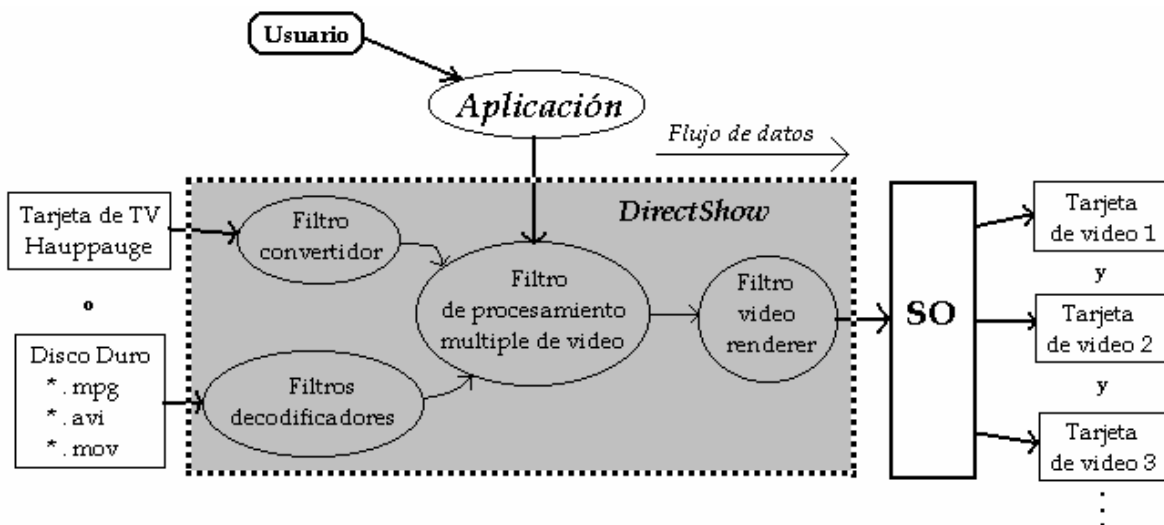 Usuario
Aplicación
Flujo de datos
Tarjeta de TV
Hauppauge
o
Disco Duro
*.mpg
*.avi
*.mov
DirectShow
Filtro
convertidor
Filtros
decodificadores
Filtro
de procesamiento
multiple de video
Filtro
video
renderer
SO
Tarjeta
de video 1
y
Tarjeta
de video 2
y
Tarjeta
de video 3